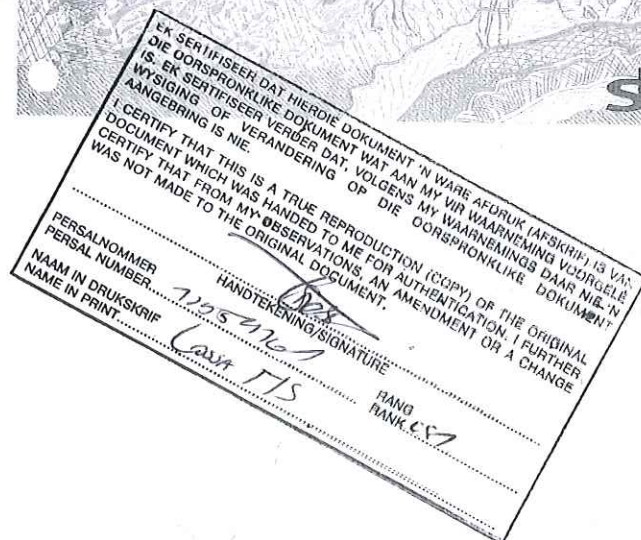 EK SERTIFISEER DAT HIERDIE DOKUMENT 'N WARE AFDRUK (AFSKRIF) IS VAN
DIE OORSPRONKLIKE DOKUMENT WAT AAN MY VIR WAARNEMING VOORGELÊ
IS. EK SERTIFISEER VERDER DAT, VOLGENS MY WAARNEMINGS DAAR NIE 'N
WYSIGING OF VERANDERING OP DIE OORSPRONKLIKE DOKUMENT
AANGEBRING IS NIE.
I CERTIFY THAT THIS IS A TRUE REPRODUCTION (COPY) OF THE ORIGINAL
DOCUMENT WHICH WAS HANDED TO ME FOR AUTHENTICATION. I FURTHER
CERTIFY THAT FROM MY OBSERVATIONS, AN AMENDMENT OR A CHANGE
WAS NOT MADE TO THE ORIGINAL DOCUMENT.
HANDTEKENING/SIGNATURE
PERSALNOMMER
PERSAL NUMBER
RANG
RANK
NAAM IN DRUKSKRIF
NAME IN PRINT